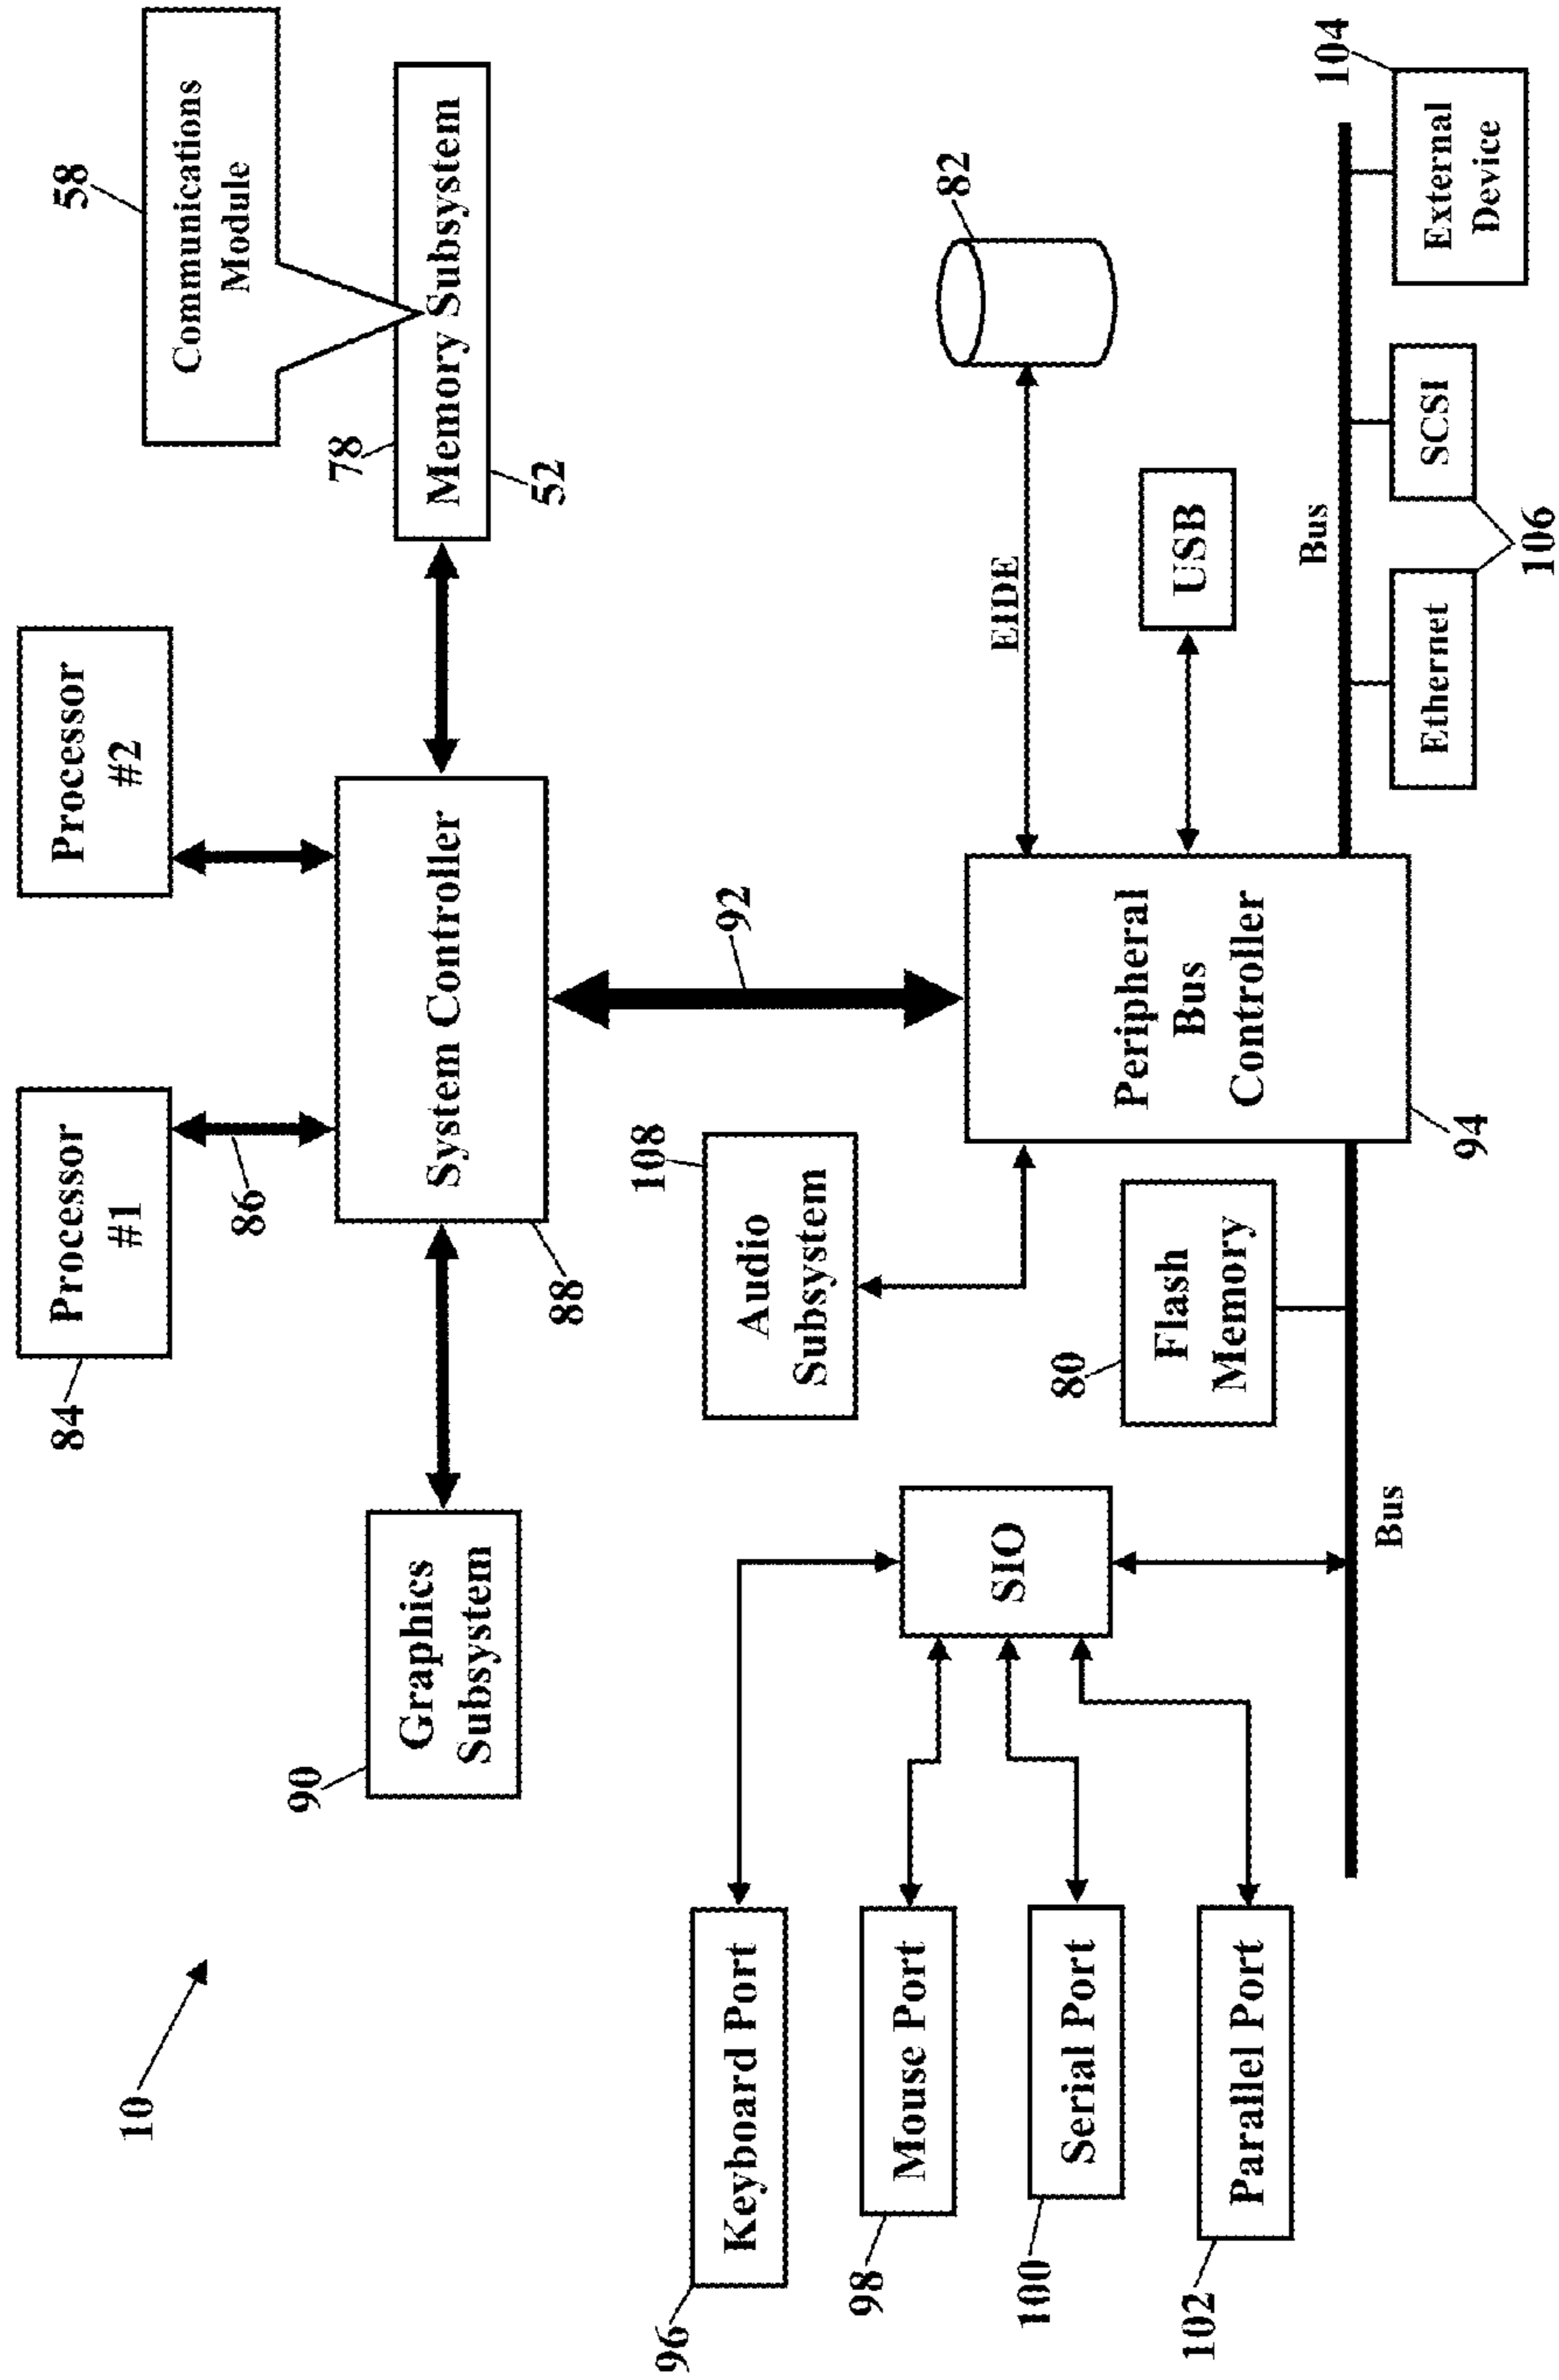 10
84
Processor
#1
86
Processor
#2
58
Communications
Module
90
Graphics
Subsystem
System Controller
88
78
Memory Subsystem
52
92
96
Keyboard Port
98
Mouse Port
100
Serial Port
102
Parallel Port
SIO
108
Audio
Subsystem
80
Flash
Memory
Bus
Peripheral
Bus
Controller
94
EIDE
82
USB
Bus
Ethernet
SCSI
106
104
External
Device